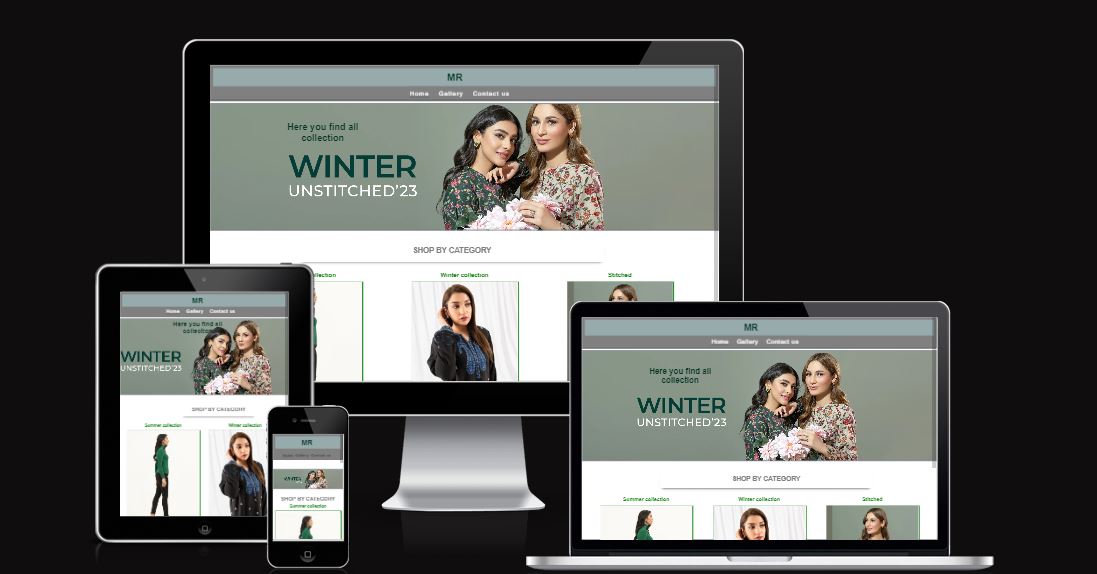 MR
Home Gallery Contact us
Here you find all
collection
WINTER
UNSTITCHED'23
SHOP BY CATEGORY
Winter collection
Stitched
MR
Home Gallery Contact us
Here you find all
collection
WINTER
UNSTITCHED'23
SHOP BY CATEGORY
Summer collection Winter collection
MR
Home Gallery Contact us
WINTER
SHOP BY CATEGORY
Summer collection
MR
Home Gallery Contact us
Here you find all
collection
WINTER
UNSTITCHED'23
SHOP BY CATEGORY
Summer collection Winter collection Stitched